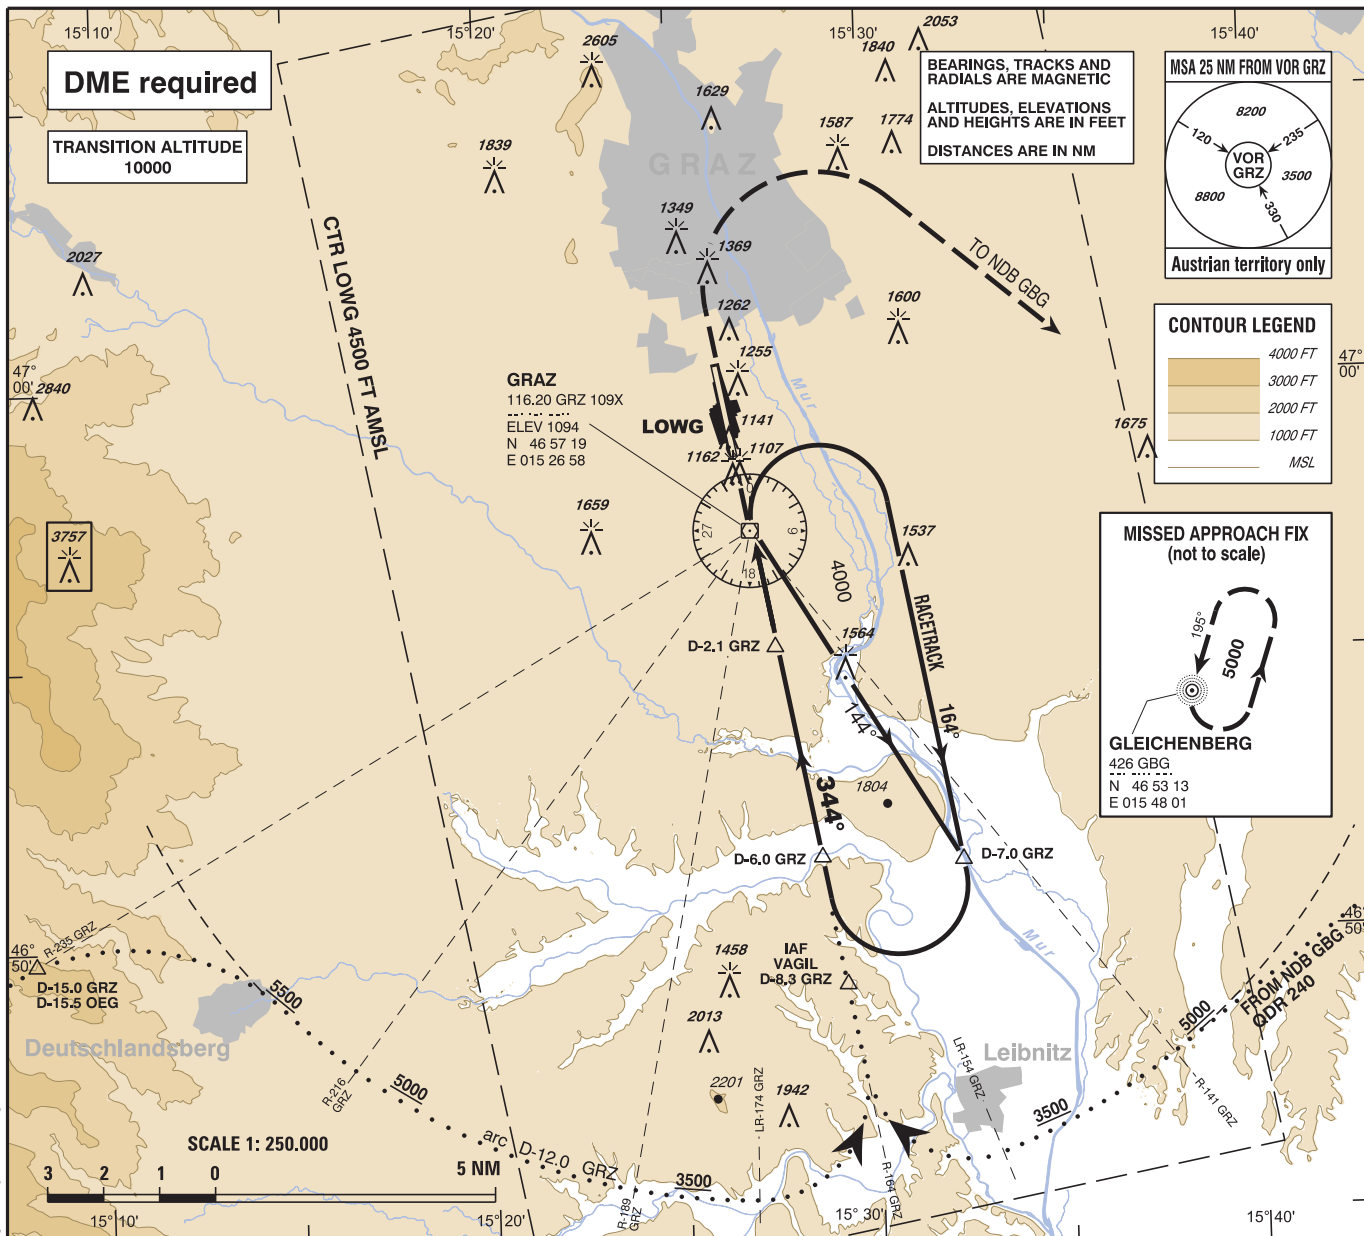 15°10'
15°20'
15°30'
15°40'
DME required
TRANSITION ALTITUDE
10000
BEARINGS, TRACKS AND
RADIALS ARE MAGNETIC
ALTITUDES, ELEVATIONS
AND HEIGHTS ARE IN FEET
DISTANCES ARE IN NM
MSA 25 NM FROM VOR GRZ
8200
120
235
VOR
GRZ
3500
8800
330
Austrian territory only
2605
2053
1840
1629
1587
1774
1839
GRAZ
1349
1369
2027
CTR LOWG 4500 FT AMSL
TO NDB GBG
1262
1600
1255
CONTOUR LEGEND
4000 FT
3000 FT
2000 FT
1000 FT
MSL
47°
00'
47°
00'
2840
GRAZ
116.20 GRZ 109X
ELEV 1094
N 46 57 19
E 015 26 58
Mur
LOWG
1141
1162
1107
1675
1659
3757
0
27
9
18
1537
4000
RACETRACK
1564
D-2.1 GRZ
144°
164°
MISSED APPROACH FIX
(not to scale)
195°
5000
GLEICHENBERG
426 GBG
N 46 53 13
E 015 48 01
344°
1804
D-6.0 GRZ
D-7.0 GRZ
Mur
46°
50'
46°
50'
R-235 GRZ
D-15.0 GRZ
D-15.5 OEG
5500
1458
IAF
VAGIL
D-8.3 GRZ
FROM NDB GBG
QDR 240
5000
2013
Deutschlandsberg
Leibnitz
R-216
GRZ
5000
2201
1942
LR-174 GRZ
LR-154 GRZ
R-141 GRZ
3500
SCALE 1: 250.000
arc D-12.0 GRZ
3
2
1
0
5 NM
3500
R-189
GRZ
R-164 GRZ
15°10'
15°20'
15° 30'
15°40'